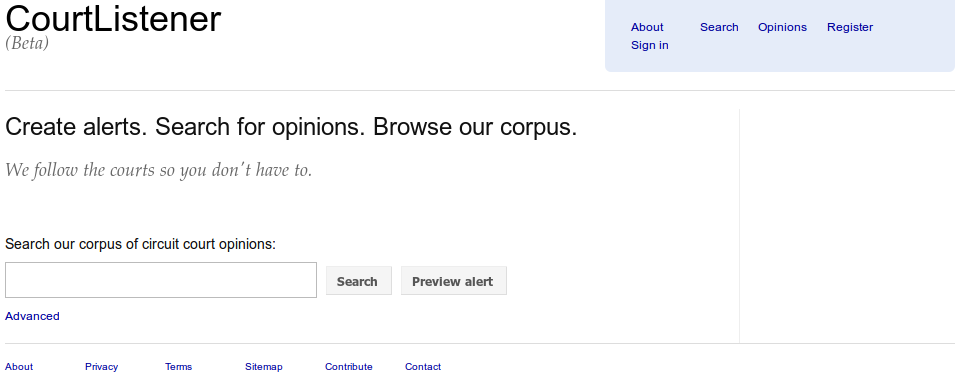 CourtListener
(Beta)
About Search Opinions Register
Sign in
Create alerts. Search for opinions. Browse our corpus.
We follow the courts so you don't have to.
Search our corpus of circuit court opinions:
Search Preview alert
Advanced
About Privacy Terms Sitemap Contribute Contact